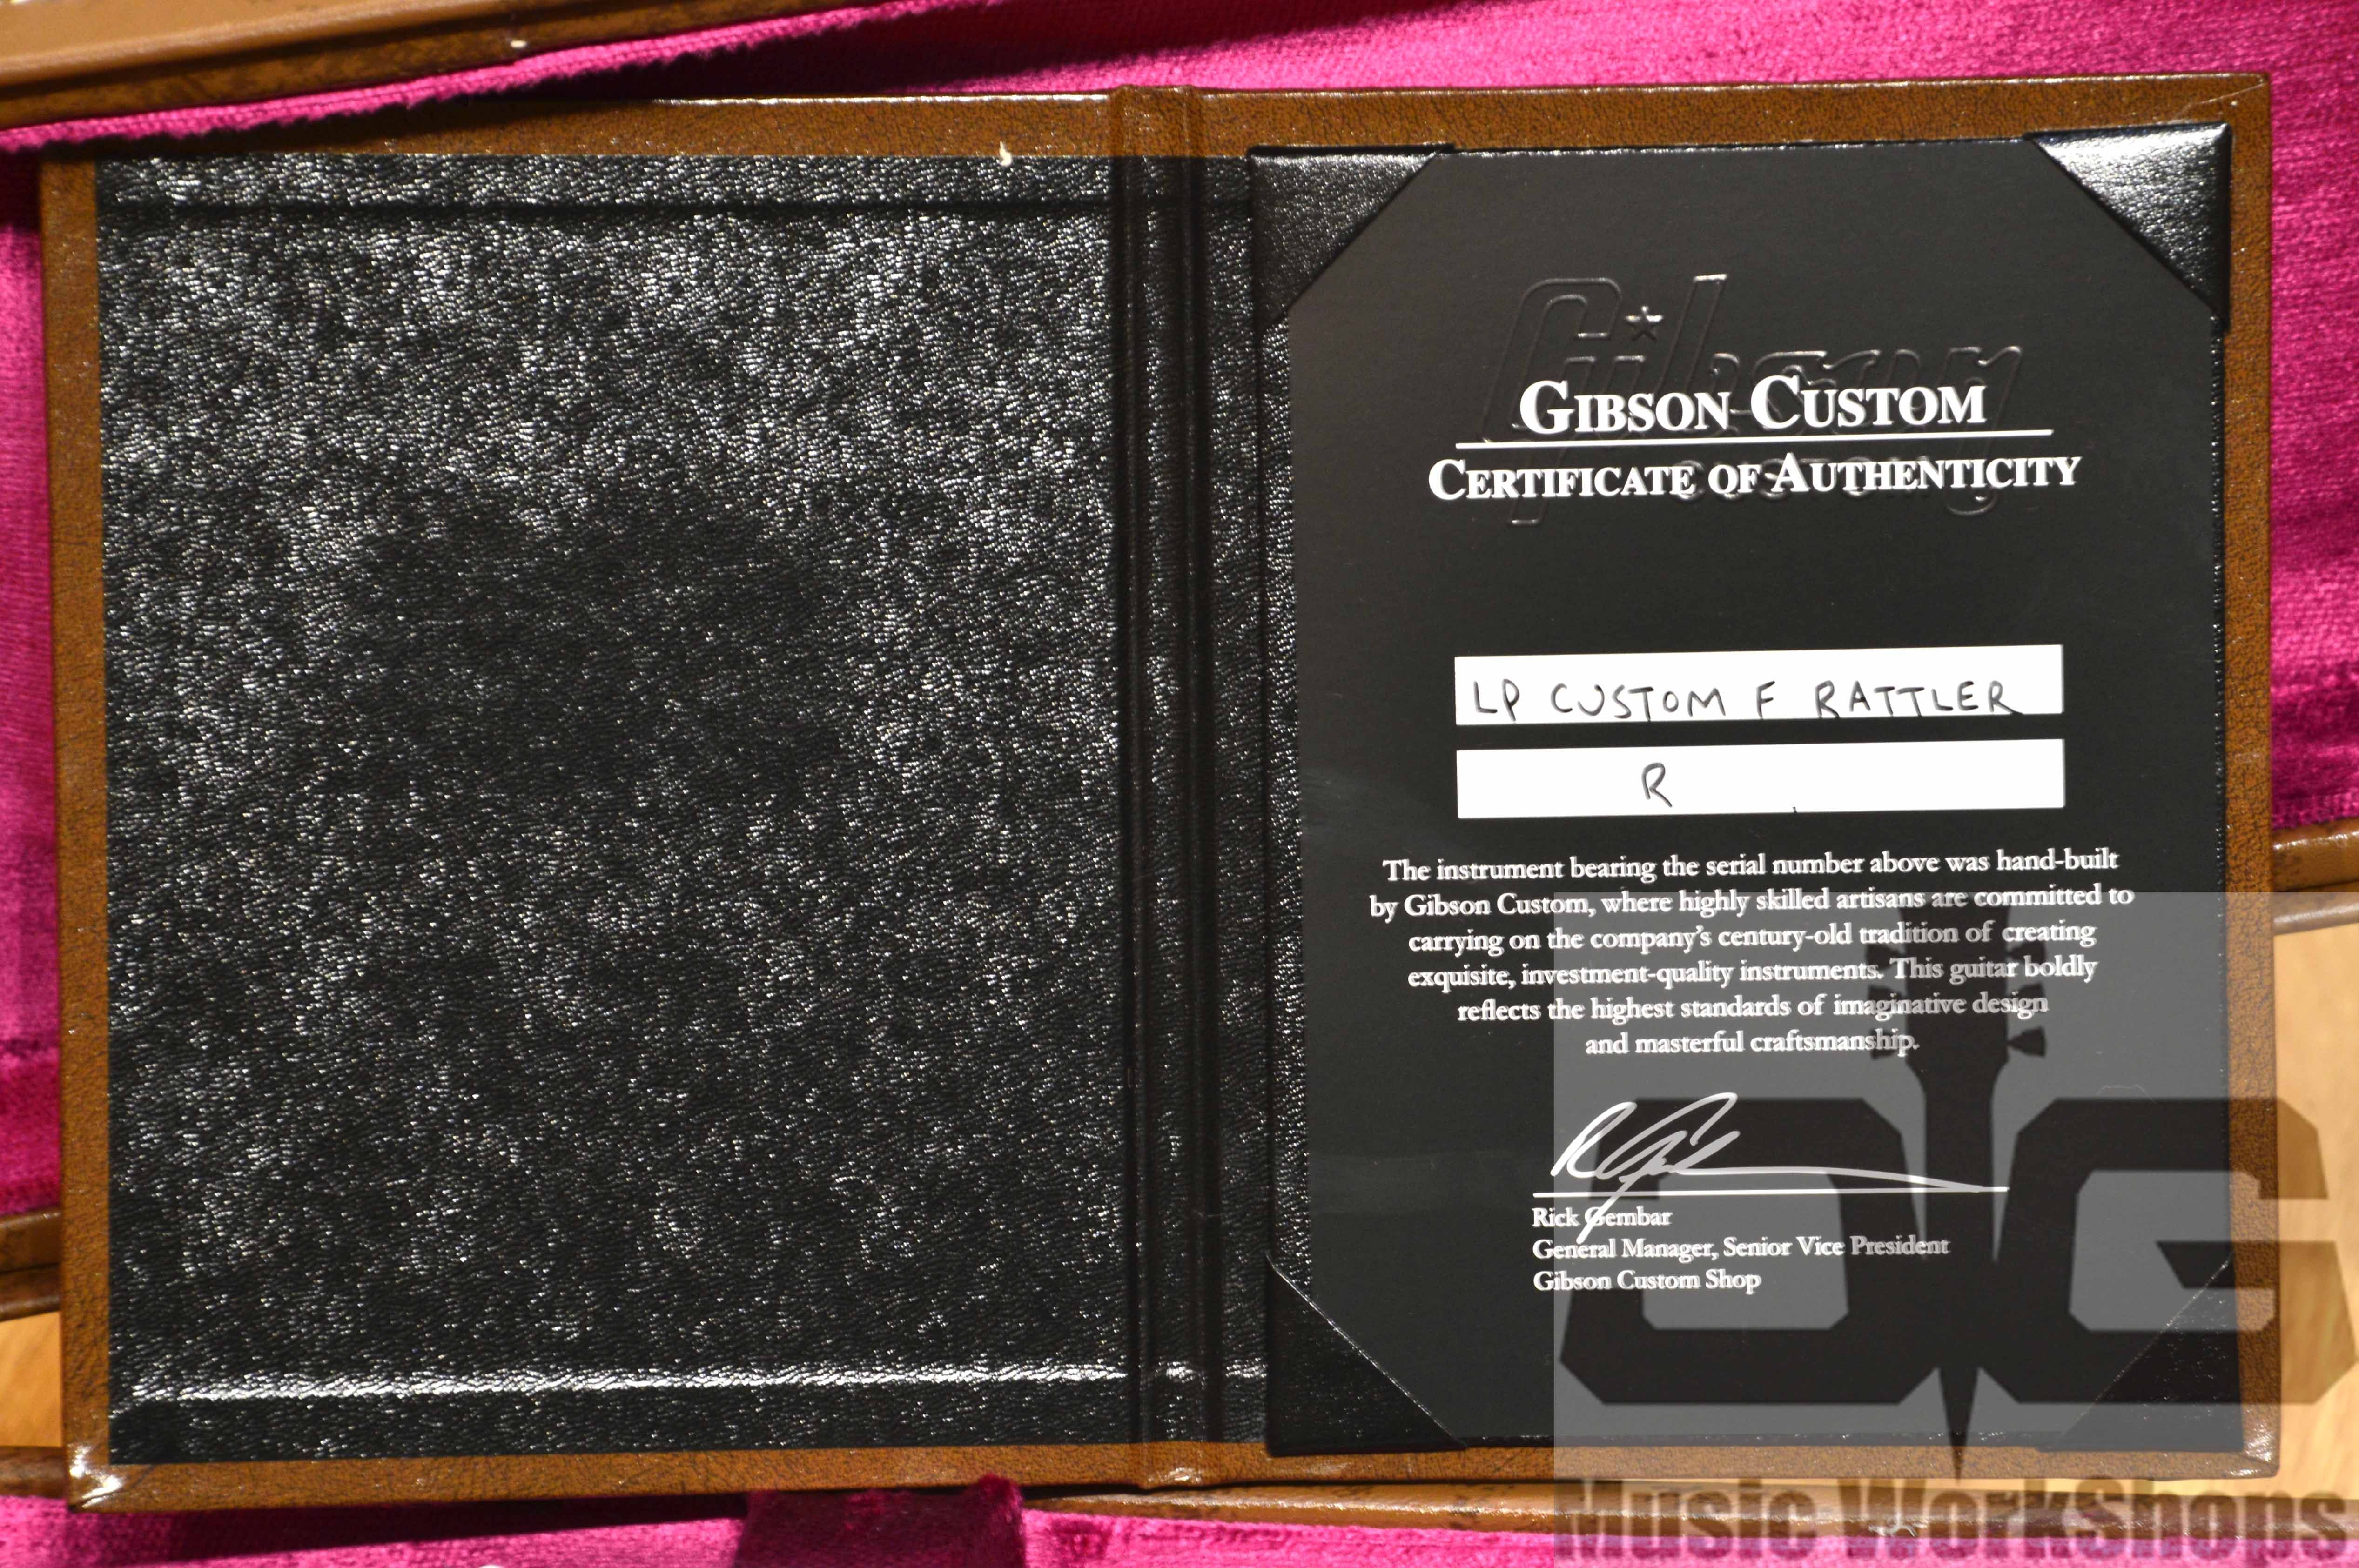 Gibson
CUSTOM
GIBSON CUSTOM
CERTIFICATE OF AUTHENTICITY
LP CUSTOM F RATTLER
R
The instrument bearing the serial number above was hand-built
by Gibson Custom, where highly skilled artisans are committed to
carrying on the company's century-old tradition of creating
exquisite, investment-quality instruments. This guitar boldly
reflects the highest standards of imaginative design
and masterful craftsmanship.
Rick Gembar
General Manager, Senior Vice President
Gibson Custom Shop
Music WorkShops